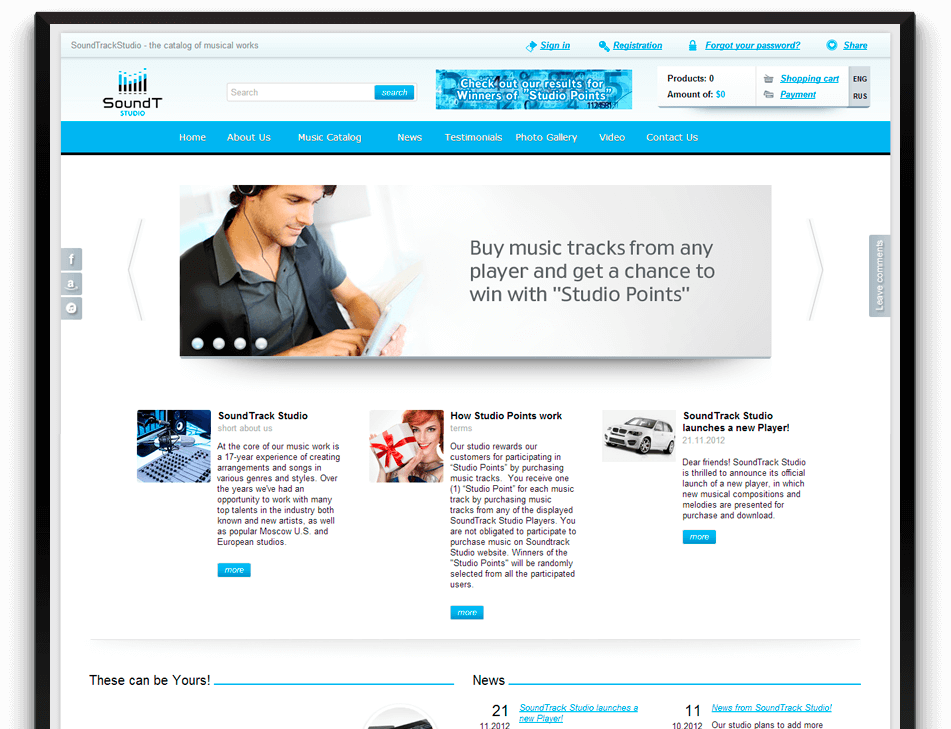 SoundTrackStudio - the catalog of musical works
Sign in
Registration
Forgot your password?
Share
SoundT
STUDIO
Search
search
Check out our results for
Winners of "Studio Points"
Products: 0
Amount of: $0
Shopping cart
Payment
ENG
RUS
Home
About Us
Music Catalog
News
Testimonials
Photo Gallery
Video
Contact Us
f
a.
Leave comments
Buy music tracks from any
player and get a chance to
win with "Studio Points"
SoundTrack Studio
short about us
At the core of our music work is
a 17-year experience of creating
arrangements and songs in
various genres and styles. Over
the years we've had an
opportunity to work with many
top talents in the industry both
known and new artists, as well
as popular Moscow U.S. and
European studios.
more
How Studio Points work
terms
Our studio rewards our
customers for participating in
"Studio Points" by purchasing
music tracks.  You receive one
(1) "Studio Point" for each music
track by purchasing music
tracks from any of the displayed
SoundTrack Studio Players. You
are not obligated to participate to
purchase music on Soundtrack
Studio website. Winners of the
"Studio Points" will be randomly
selected from all the participated
users.
more
SoundTrack Studio
launches a new Player!
21.11.2012
Dear friends! SoundTrack Studio
is thrilled to announce its official
launch of a new player, in which
new musical compositions and
melodies are presented for
purchase and download.
more
These can be Yours!
News
21
11.2012
SoundTrack Studio launches a
new Player!
11
10.2012
News from SoundTrack Studio!
Our studio plans to add more